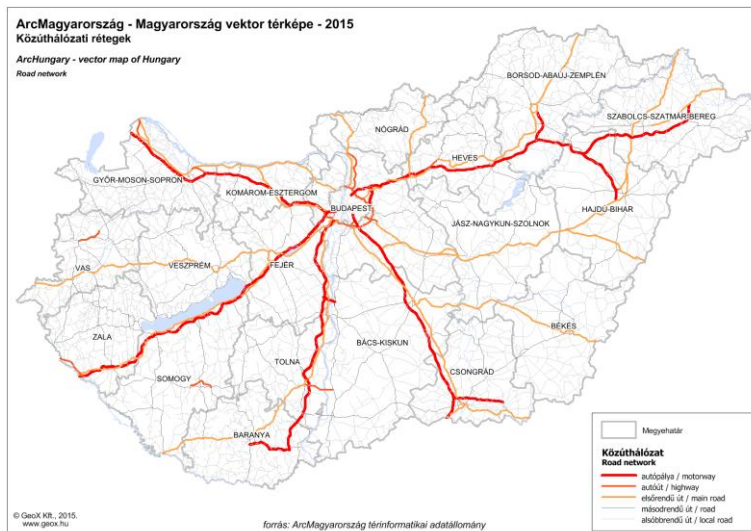 ArcMagyarország - Magyarország vektor térképe - 2015
Közúthálózati rétegek
ArcHungary - vector map of Hungary
Road network
BORSOD-ABAÚJ-ZEMPLÉN
SZABOLCS-SZATMÁR-BEREG
NÓGRÁD
HEVES
GYŐR-MOSON-SOPRON
KOMÁROM-ESZTERGOM
BUDAPEST
HAJDÚ-BIHAR
JÁSZ-NAGYKUN-SZOLNOK
VAS
VESZPRÉM
FEJÉR
BÉKÉS
ZALA
BÁCS-KISKUN
TOLNA
CSONGRÁD
SOMOGY
BARANYA
Megyehatár
Közúthálózat
Road network
autópálya / motorway
autóút / highway
elsőrendű út / main road
másodrendű út / road
alsóbbrendű út / local road
© GeoX Kft., 2015.
www.geox.hu
forrás: ArcMagyarország térinformatikai adatállomány